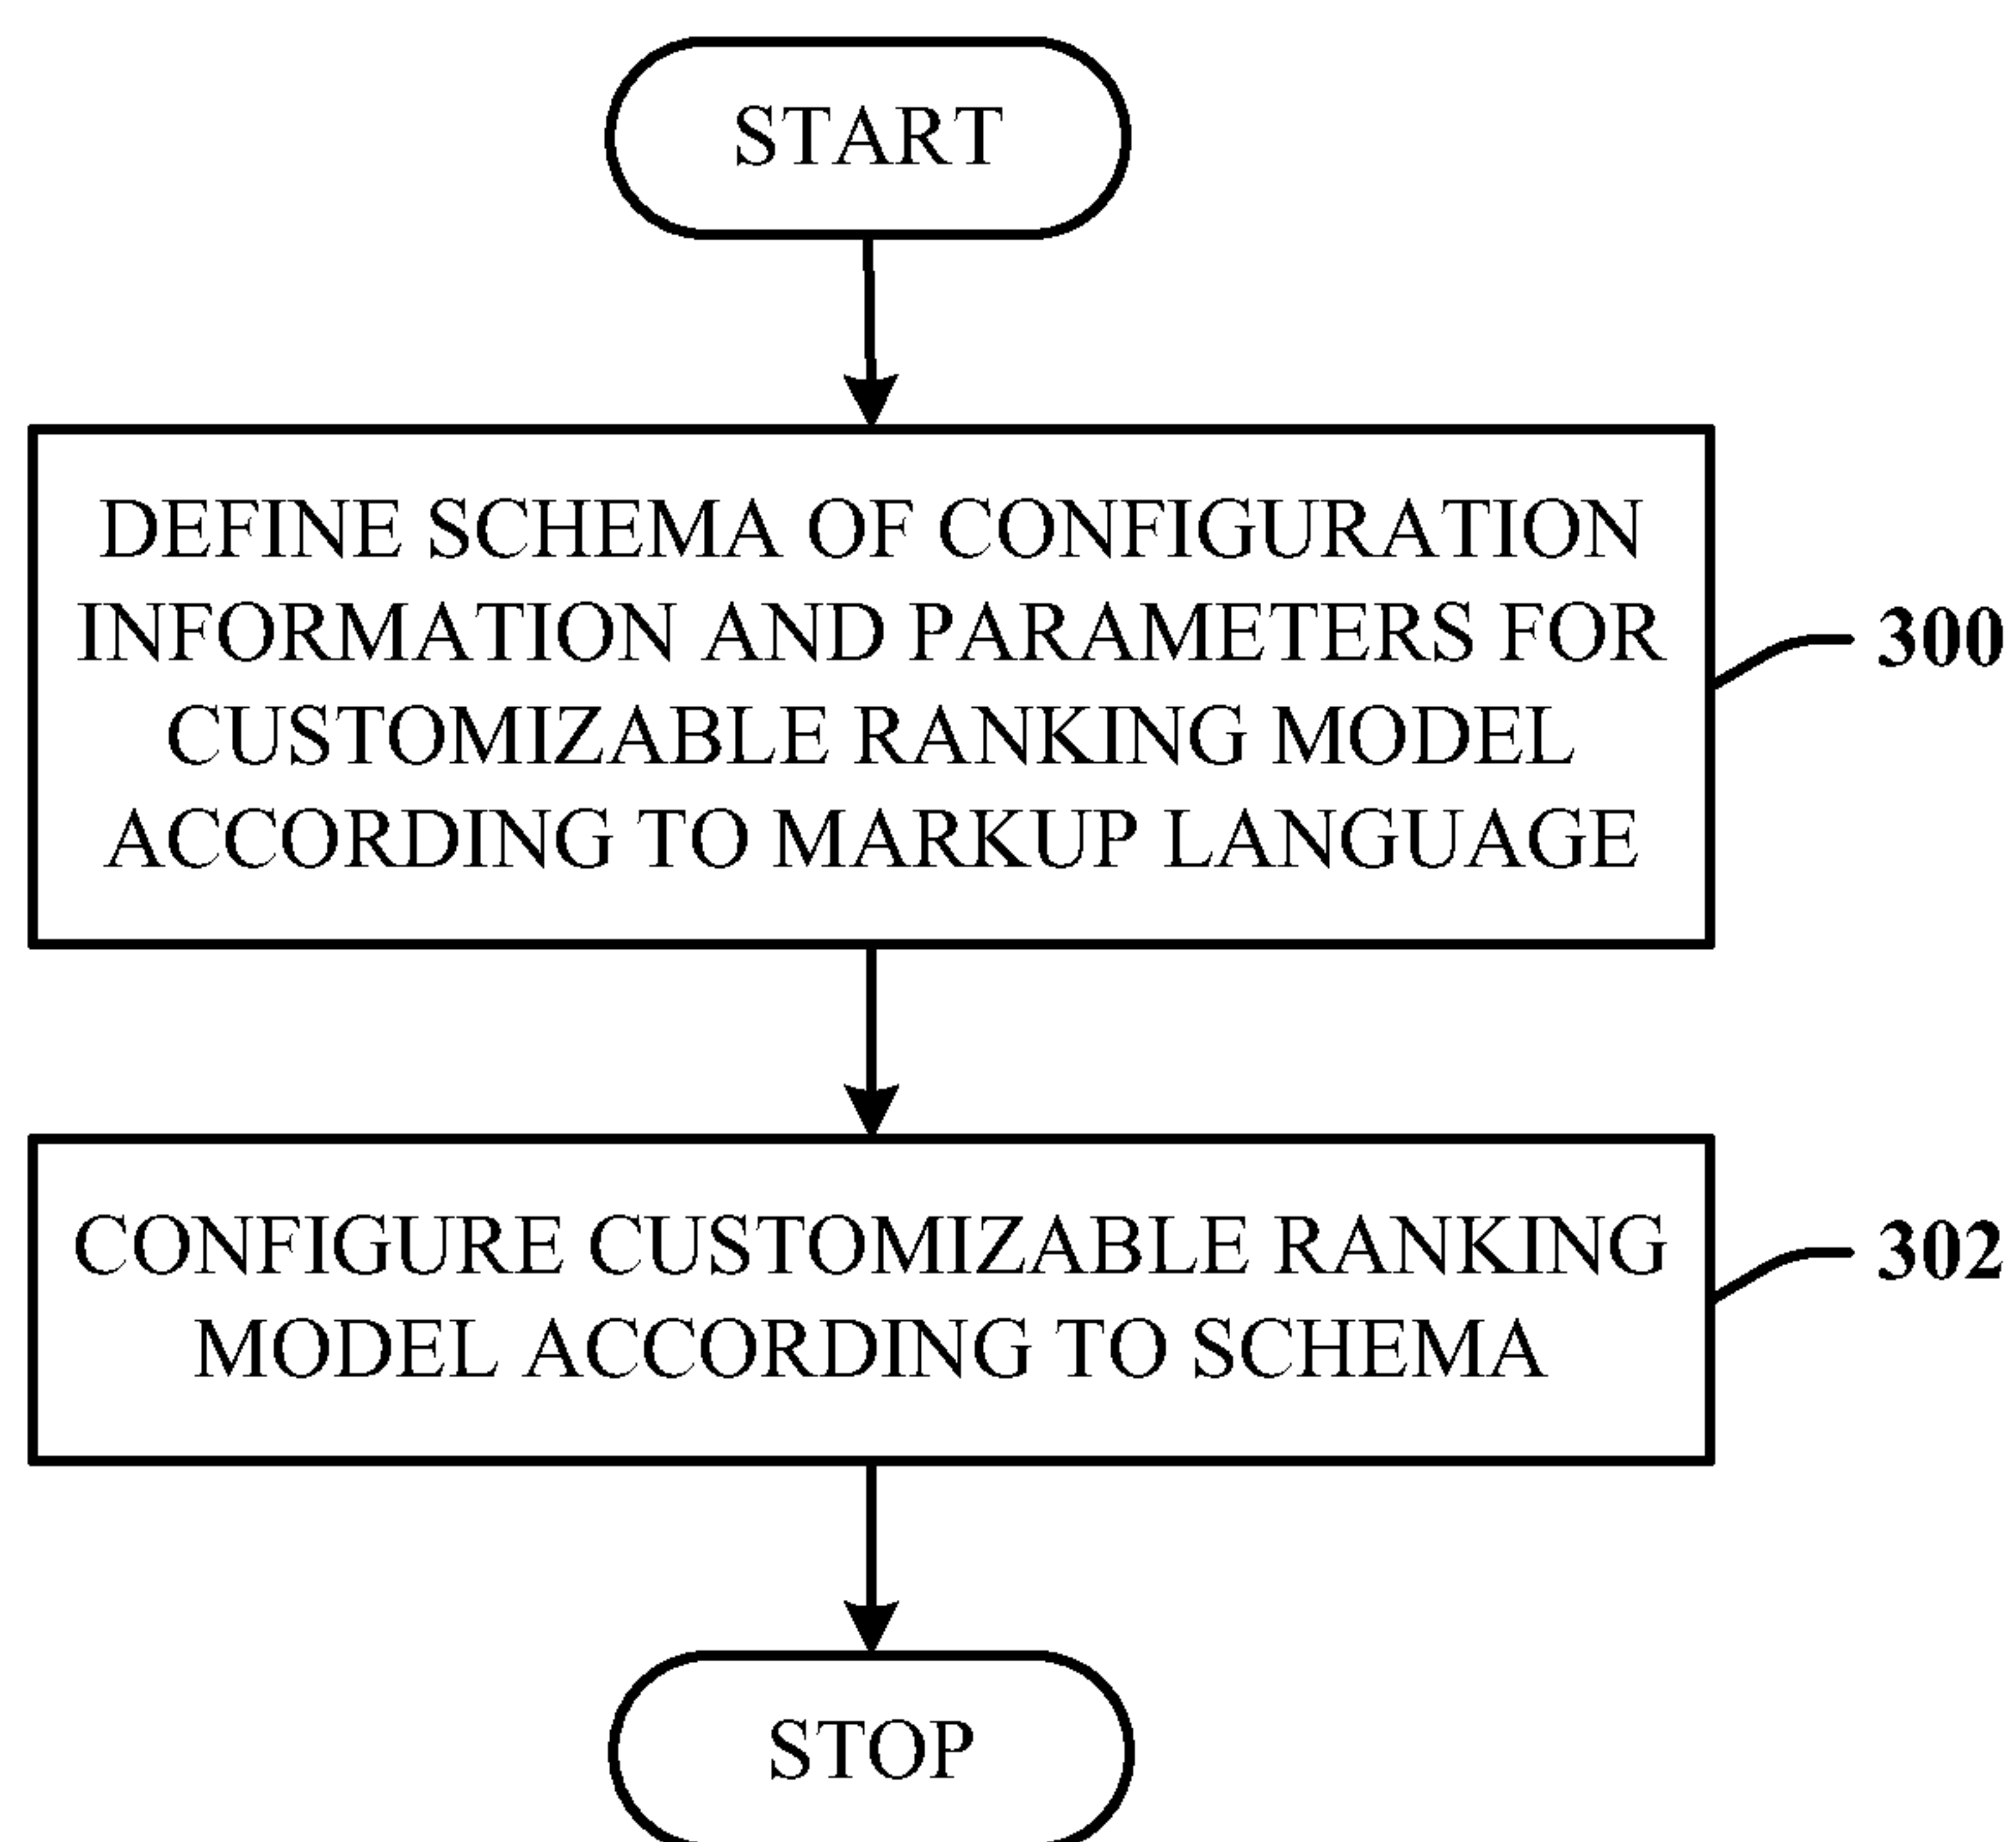 START
DEFINE SCHEMA OF CONFIGURATION
INFORMATION AND PARAMETERS FOR
CUSTOMIZABLE RANKING MODEL
ACCORDING TO MARKUP LANGUAGE
300
CONFIGURE CUSTOMIZABLE RANKING
MODEL ACCORDING TO SCHEMA
302
STOP